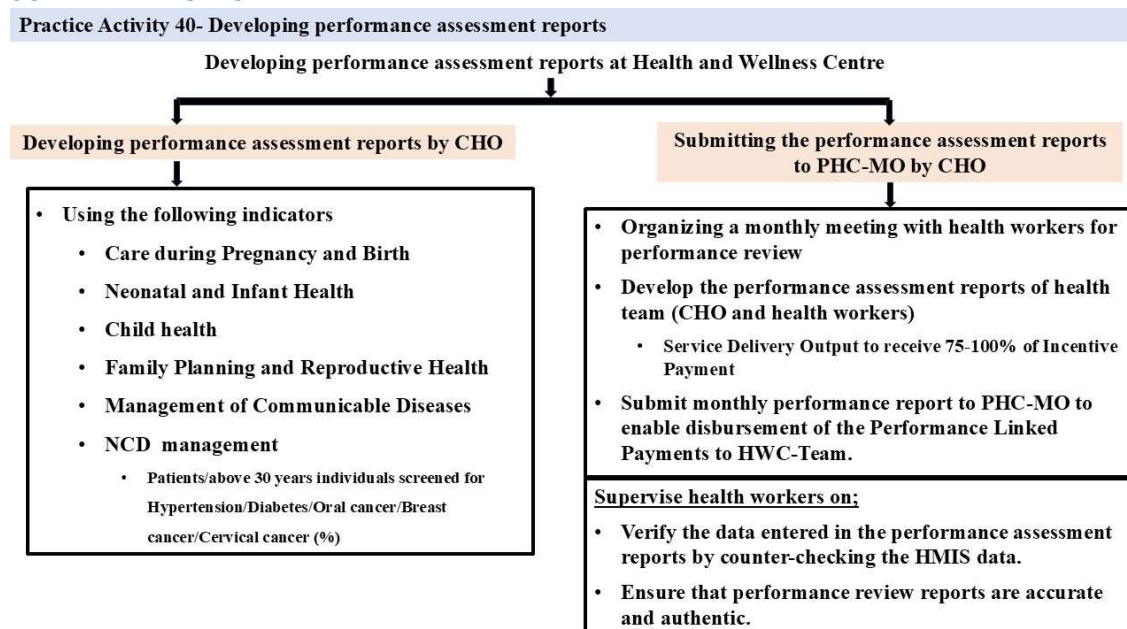 Practice Activity 40- Developing performance assessment reports
Developing performance assessment reports at Health and Wellness Centre
Developing performance assessment reports by CHO
• Using the following indicators
• Care during Pregnancy and Birth
• Neonatal and Infant Health
• Child health
• Family Planning and Reproductive Health
• Management of Communicable Diseases
• NCD management
• Patients/above 30 years individuals screened for
Hypertension/Diabetes/Oral cancer/Breast
cancer/Cervical cancer (%)
Submitting the performance assessment reports
to PHC-MO by CHO
• Organizing a monthly meeting with health workers for
performance review
• Develop the performance assessment reports of health
team (CHO and health workers)
• Service Delivery Output to receive 75-100% of Incentive
Payment
• Submit monthly performance report to PHC-MO to
enable disbursement of the Performance Linked
Payments to HWC-Team.
Supervise health workers on;
• Verify the data entered in the performance assessment
reports by counter-checking the HMIS data.
• Ensure that performance review reports are accurate
and authentic.